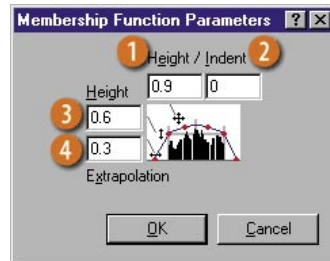 Membership Function Parameters ? ×
1 Height / Indent 2
Height 0.9 0
3 0.6
4 0.3
Extrapolation
OK Cancel